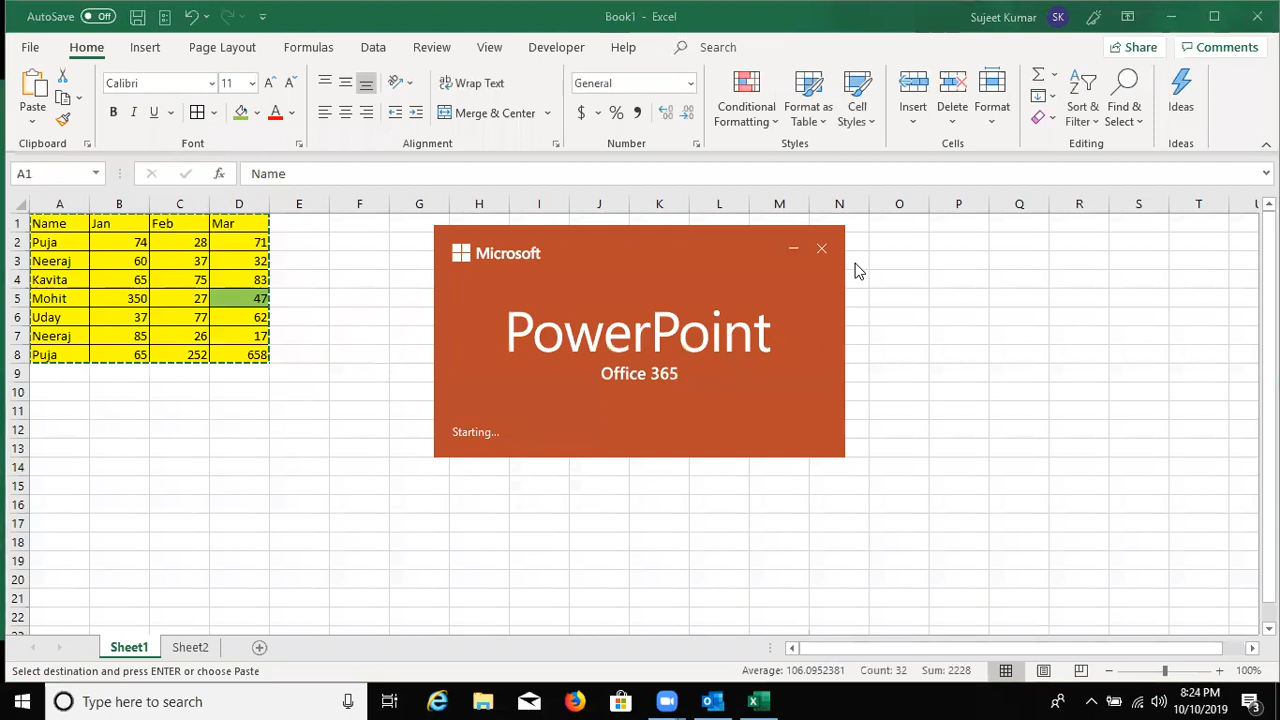 AutoSave Off
Book1 - Excel
Sujeet Kumar SK
File Home Insert Page Layout Formulas Data Review View Developer Help Search Share Comments
Calibri 11 Wrap Text General
Paste B I U Merge & Center $ % , Conditional Formatting Format as Table Cell Styles Insert Delete Format Sort & Filter Find & Select Ideas
Clipboard Font Alignment Number Styles Cells Editing Ideas
A1 fx Name
A B C D E F G H I J K L M N O P Q R S T U
1 Name Jan Feb Mar
2 Puja 74 28 71
3 Neeraj 60 37 32
4 Kavita 65 75 83
5 Mohit 350 27 47
6 Uday 37 77 62
7 Neeraj 85 26 17
8 Puja 65 252 658
9
10
11
12
13
14
15
16
17
18
19
20
21
22
Microsoft
PowerPoint
Office 365
Starting...
Sheet1 Sheet2
Select destination and press ENTER or choose Paste Average: 106.0952381 Count: 32 Sum: 2228 100%
Type here to search
8:24 PM
10/10/2019
3